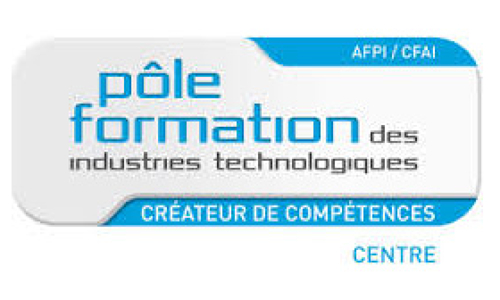 AFPI / CFAI
pôle
formation des
industries technologiques
CRÉATEUR DE COMPÉTENCES
CENTRE